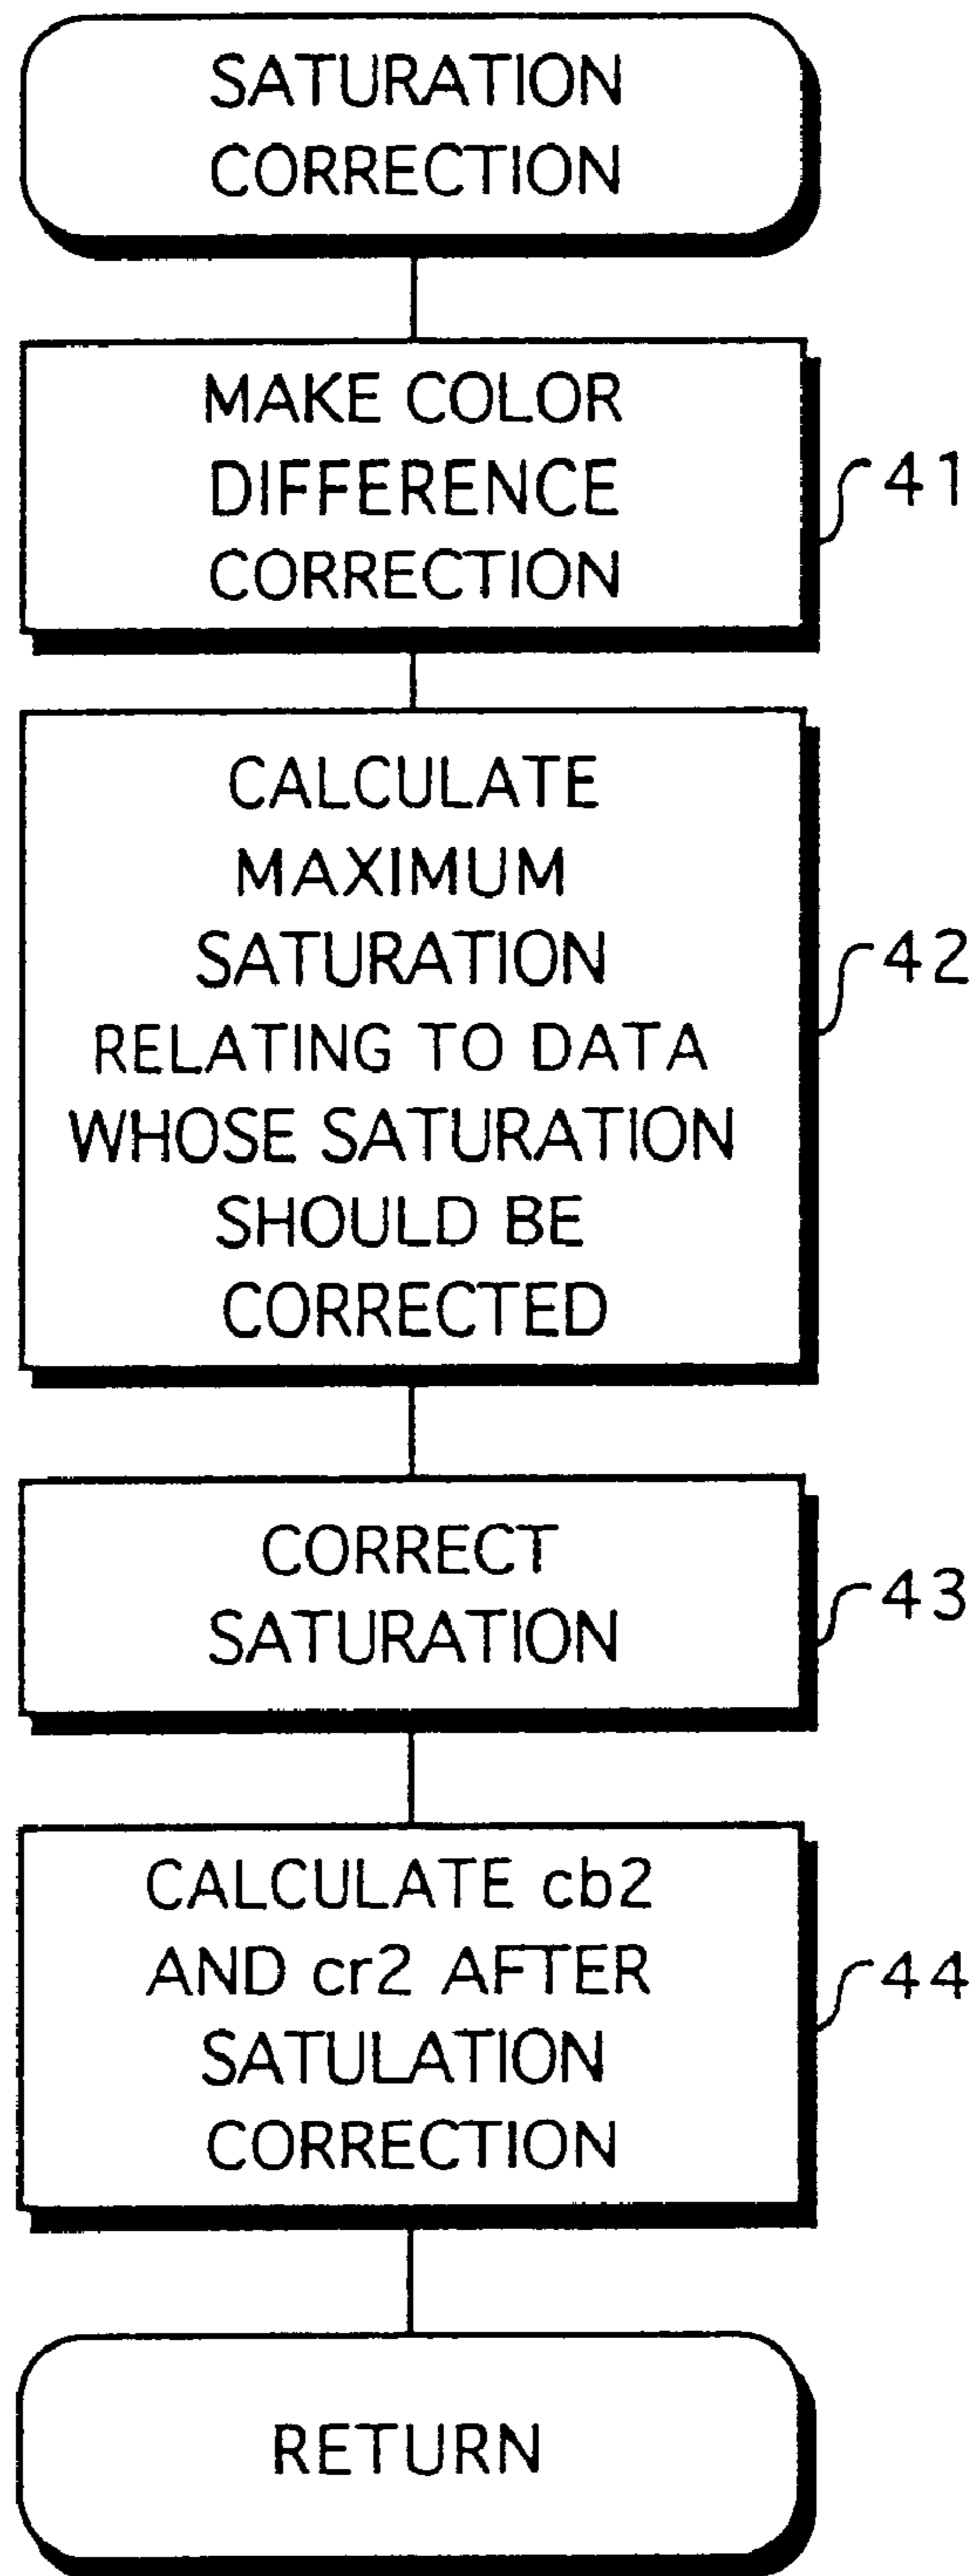 SATURATION
CORRECTION
MAKE COLOR
DIFFERENCE
CORRECTION
41
CALCULATE
MAXIMUM
SATURATION
RELATING TO DATA
WHOSE SATURATION
SHOULD BE
CORRECTED
42
CORRECT
SATURATION
43
CALCULATE cb2
AND cr2 AFTER
SATULATION
CORRECTION
44
RETURN